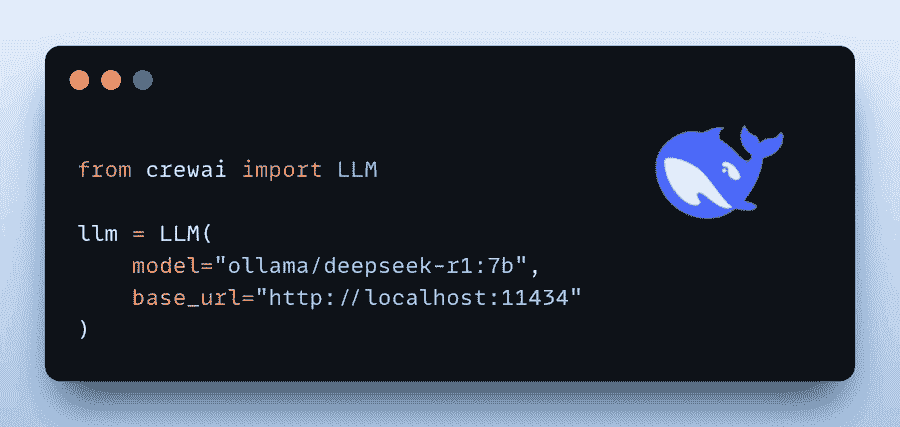 from crewai import LLM
llm = LLM(
    model="ollama/deepseek-r1:7b",
    base_url="http://localhost:11434"
)